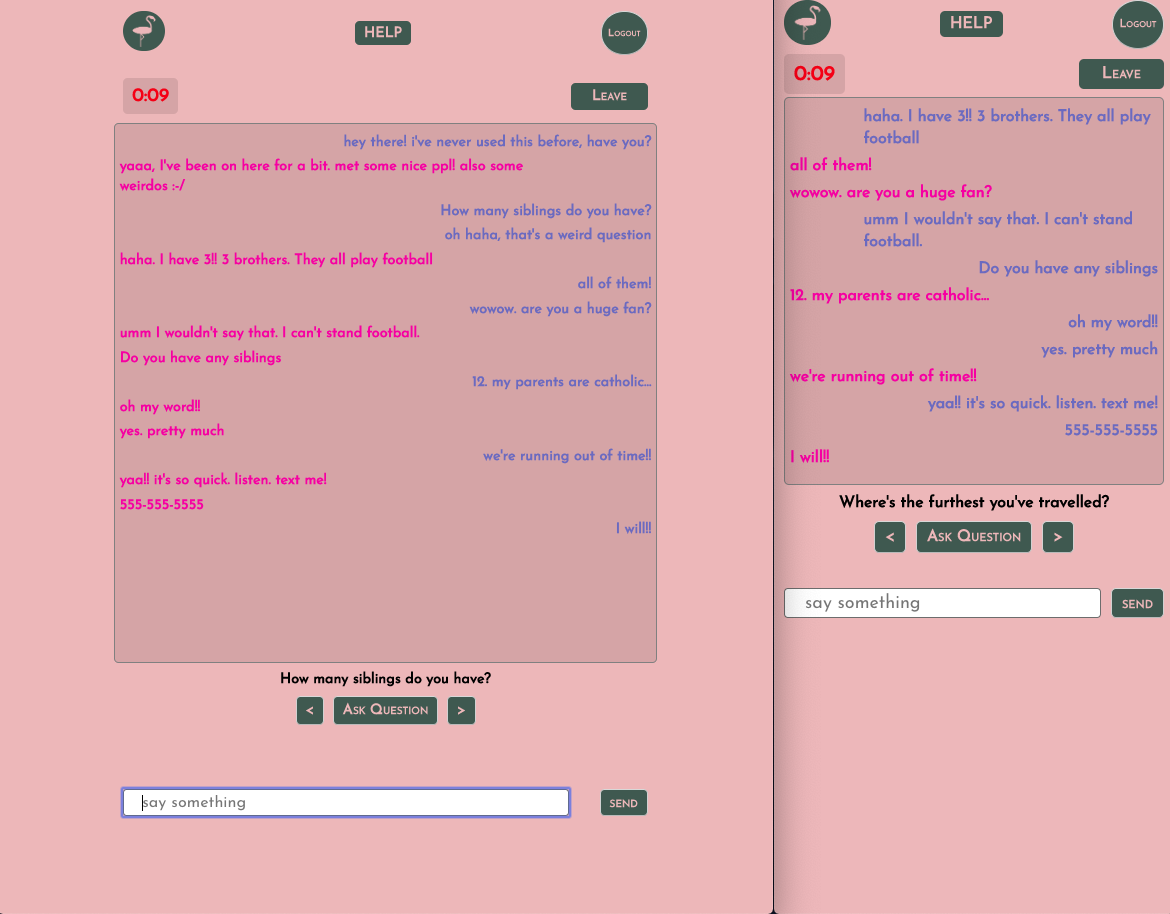 HELP
Logout
0:09
Leave
hey there! i've never used this before, have you?
yaaa, I've been on here for a bit. met some nice ppl! also some
weirdos :-/
How many siblings do you have?
oh haha, that's a weird question
haha. I have 3!! 3 brothers. They all play football
all of them!
wowow. are you a huge fan?
umm I wouldn't say that. I can't stand football.
Do you have any siblings
12. my parents are catholic...
oh my word!!
yes. pretty much
we're running out of time!!
yaa!! it's so quick. listen. text me!
555-555-5555
I will!!
How many siblings do you have?
< Ask Question >
say something
SEND
HELP
Logout
0:09
Leave
haha. I have 3!! 3 brothers. They all play
football
all of them!
wowow. are you a huge fan?
umm I wouldn't say that. I can't stand
football.
Do you have any siblings
12. my parents are catholic...
oh my word!!
yes. pretty much
we're running out of time!!
yaa!! it's so quick. listen. text me!
555-555-5555
I will!!
Where's the furthest you've travelled?
< Ask Question >
say something
SEND